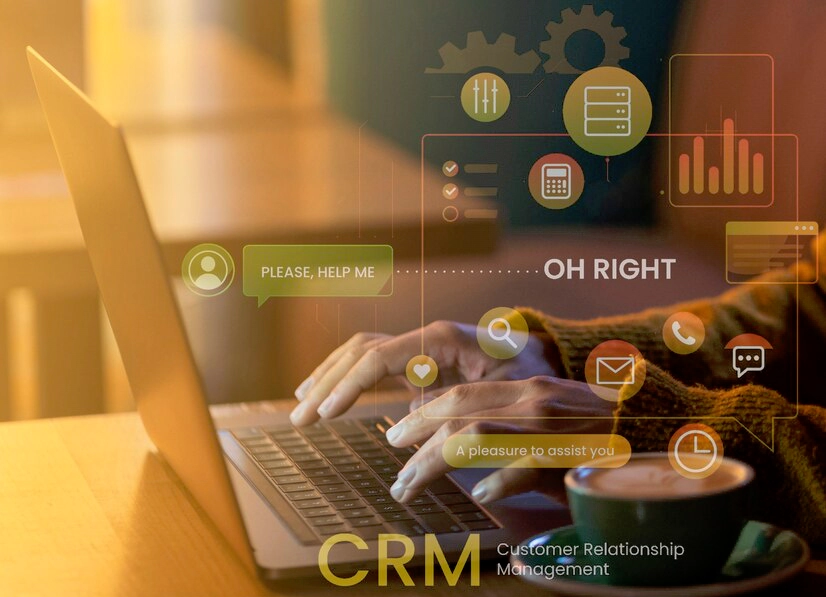 PLEASE, HELP ME
OH RIGHT
A pleasure to assist you
CRM
Customer Relationship
Management